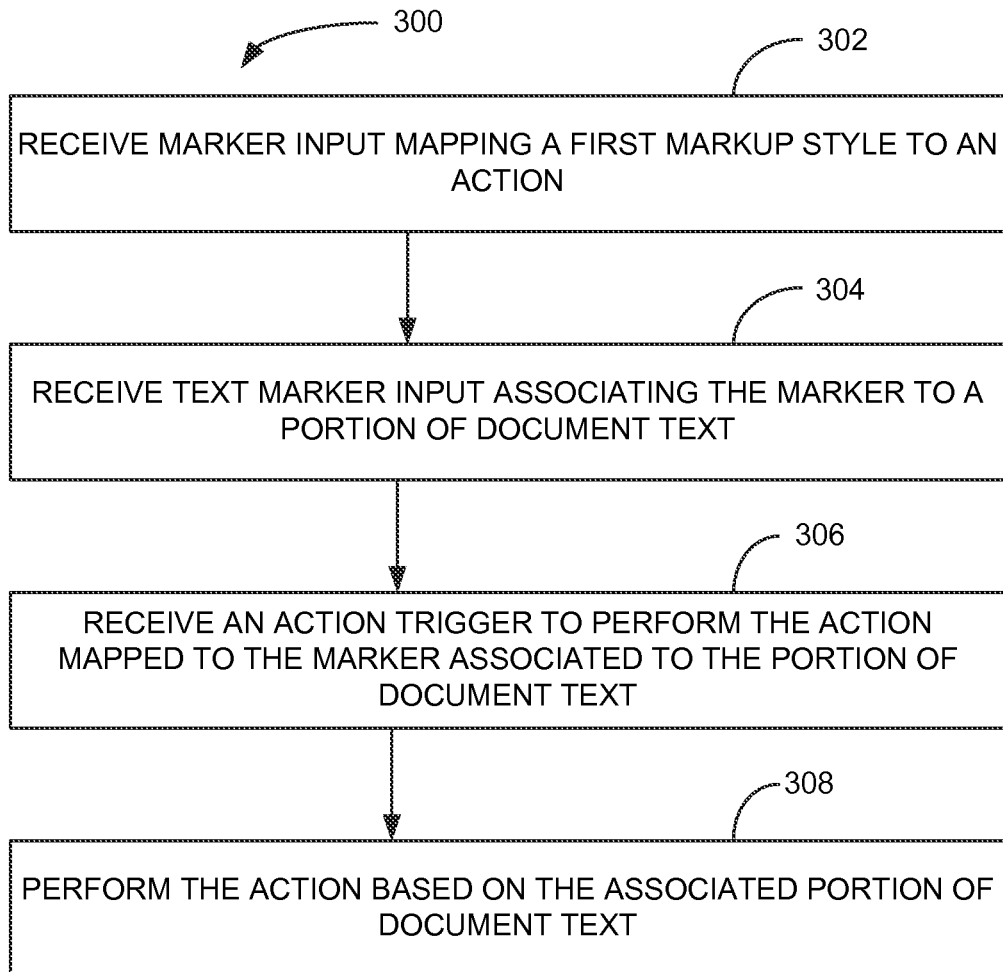 300
302
RECEIVE MARKER INPUT MAPPING A FIRST MARKUP STYLE TO AN
ACTION
304
RECEIVE TEXT MARKER INPUT ASSOCIATING THE MARKER TO A
PORTION OF DOCUMENT TEXT
306
RECEIVE AN ACTION TRIGGER TO PERFORM THE ACTION
MAPPED TO THE MARKER ASSOCIATED TO THE PORTION OF
DOCUMENT TEXT
308
PERFORM THE ACTION BASED ON THE ASSOCIATED PORTION OF
DOCUMENT TEXT